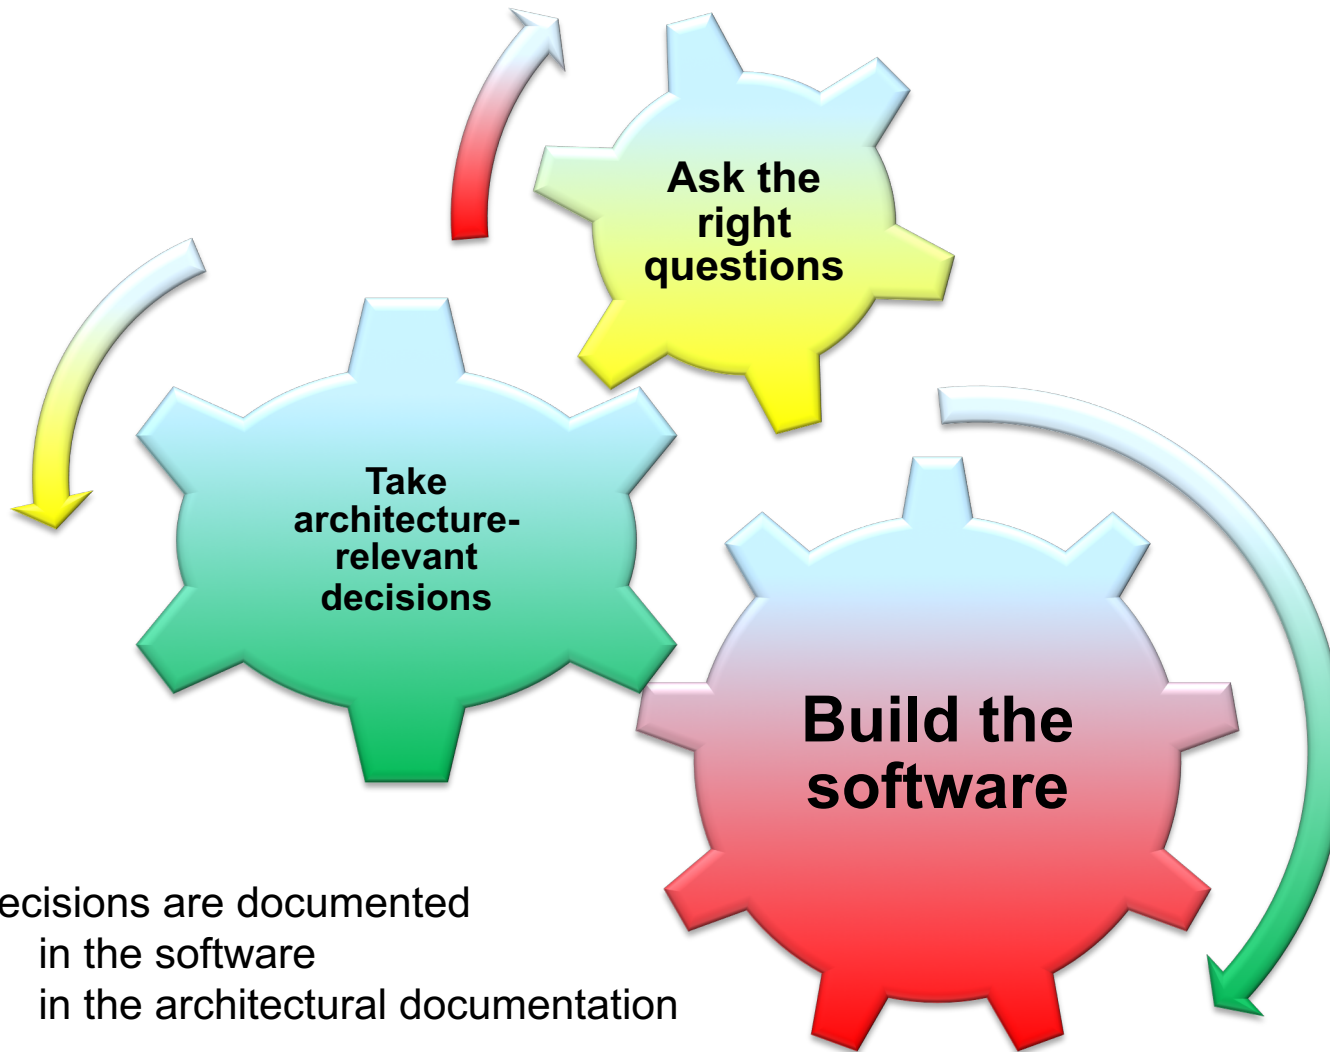 Ask the
right
questions
Take
architecture-
relevant
decisions
Build the
software
ecisions are documented
in the software
in the architectural documentation